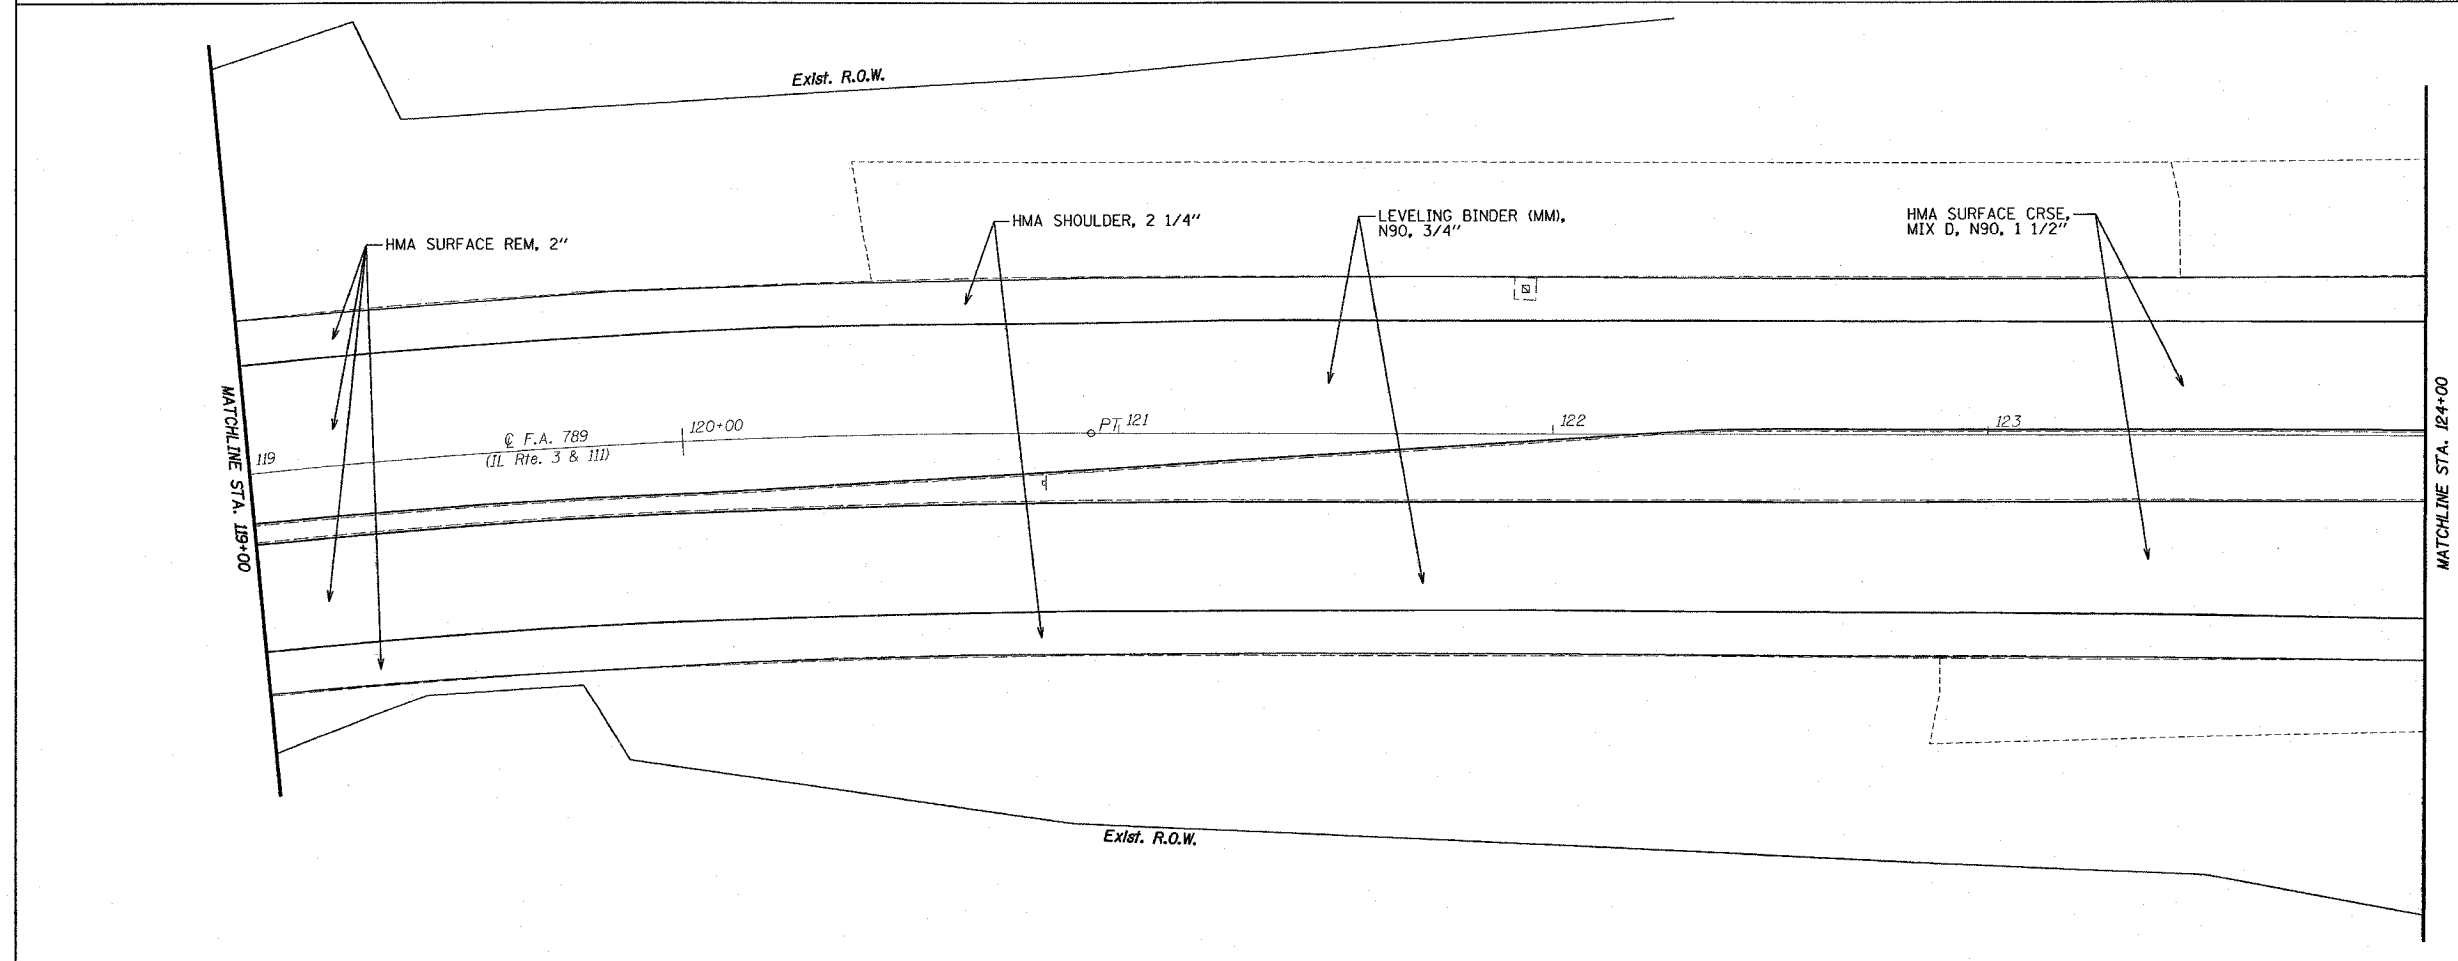 Exist. R.O.W.
HMA SURFACE REM, 2"
HMA SHOULDER, 2 1/4"
LEVELING BINDER (MM),
N90, 3/4"
HMA SURFACE CRSE,
MIX D, N90, 1 1/2"
MATCHLINE STA. 119+00
119
℄ F.A. 789
(IL Rte. 3 & 111)
120+00
PT 121
122
123
MATCHLINE STA. 124+00
Exist. R.O.W.